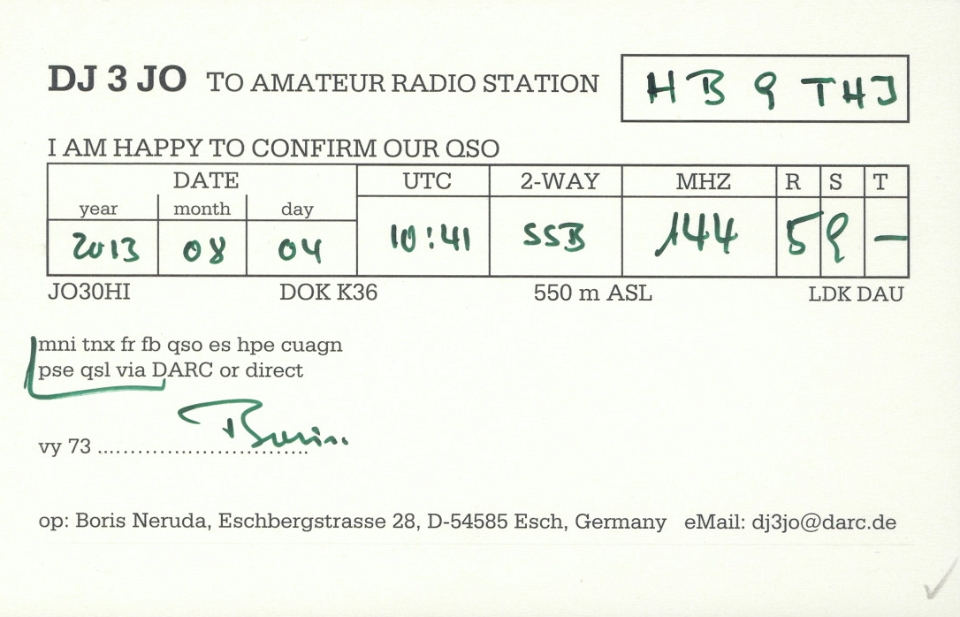 DJ 3 JO TO AMATEUR RADIO STATION HB 9 THJ
I AM HAPPY TO CONFIRM OUR QSO
DATE UTC 2-WAY MHZ R S T
year month day
2013 08 04 10:41 SSB 144 5 9 –
JO30HI DOK K36 550 m ASL LDK DAU
mni tnx fr fb qso es hpe cuagn
pse qsl via DARC or direct
vy 73 .............................. Boris
op: Boris Neruda, Eschbergstrasse 28, D-54585 Esch, Germany eMail: dj3jo@darc.de